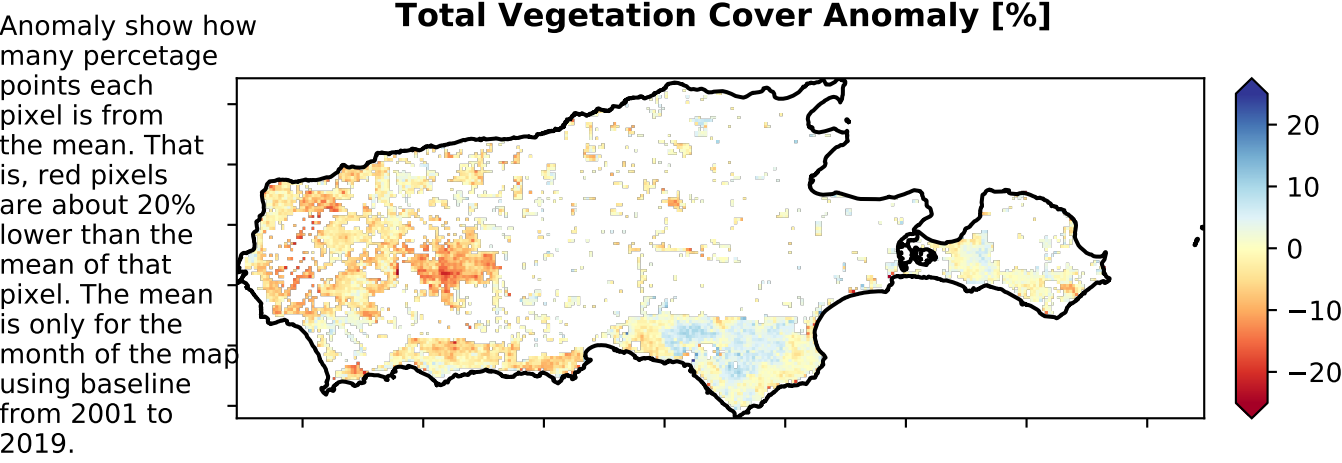 Total Vegetation Cover Anomaly [%]
Anomaly show how
many percetage
points each
pixel is from
the mean. That
is, red pixels
are about 20%
lower than the
mean of that
pixel. The mean
is only for the
month of the map
using baseline
from 2001 to
2019.
20
10
0
−10
−20